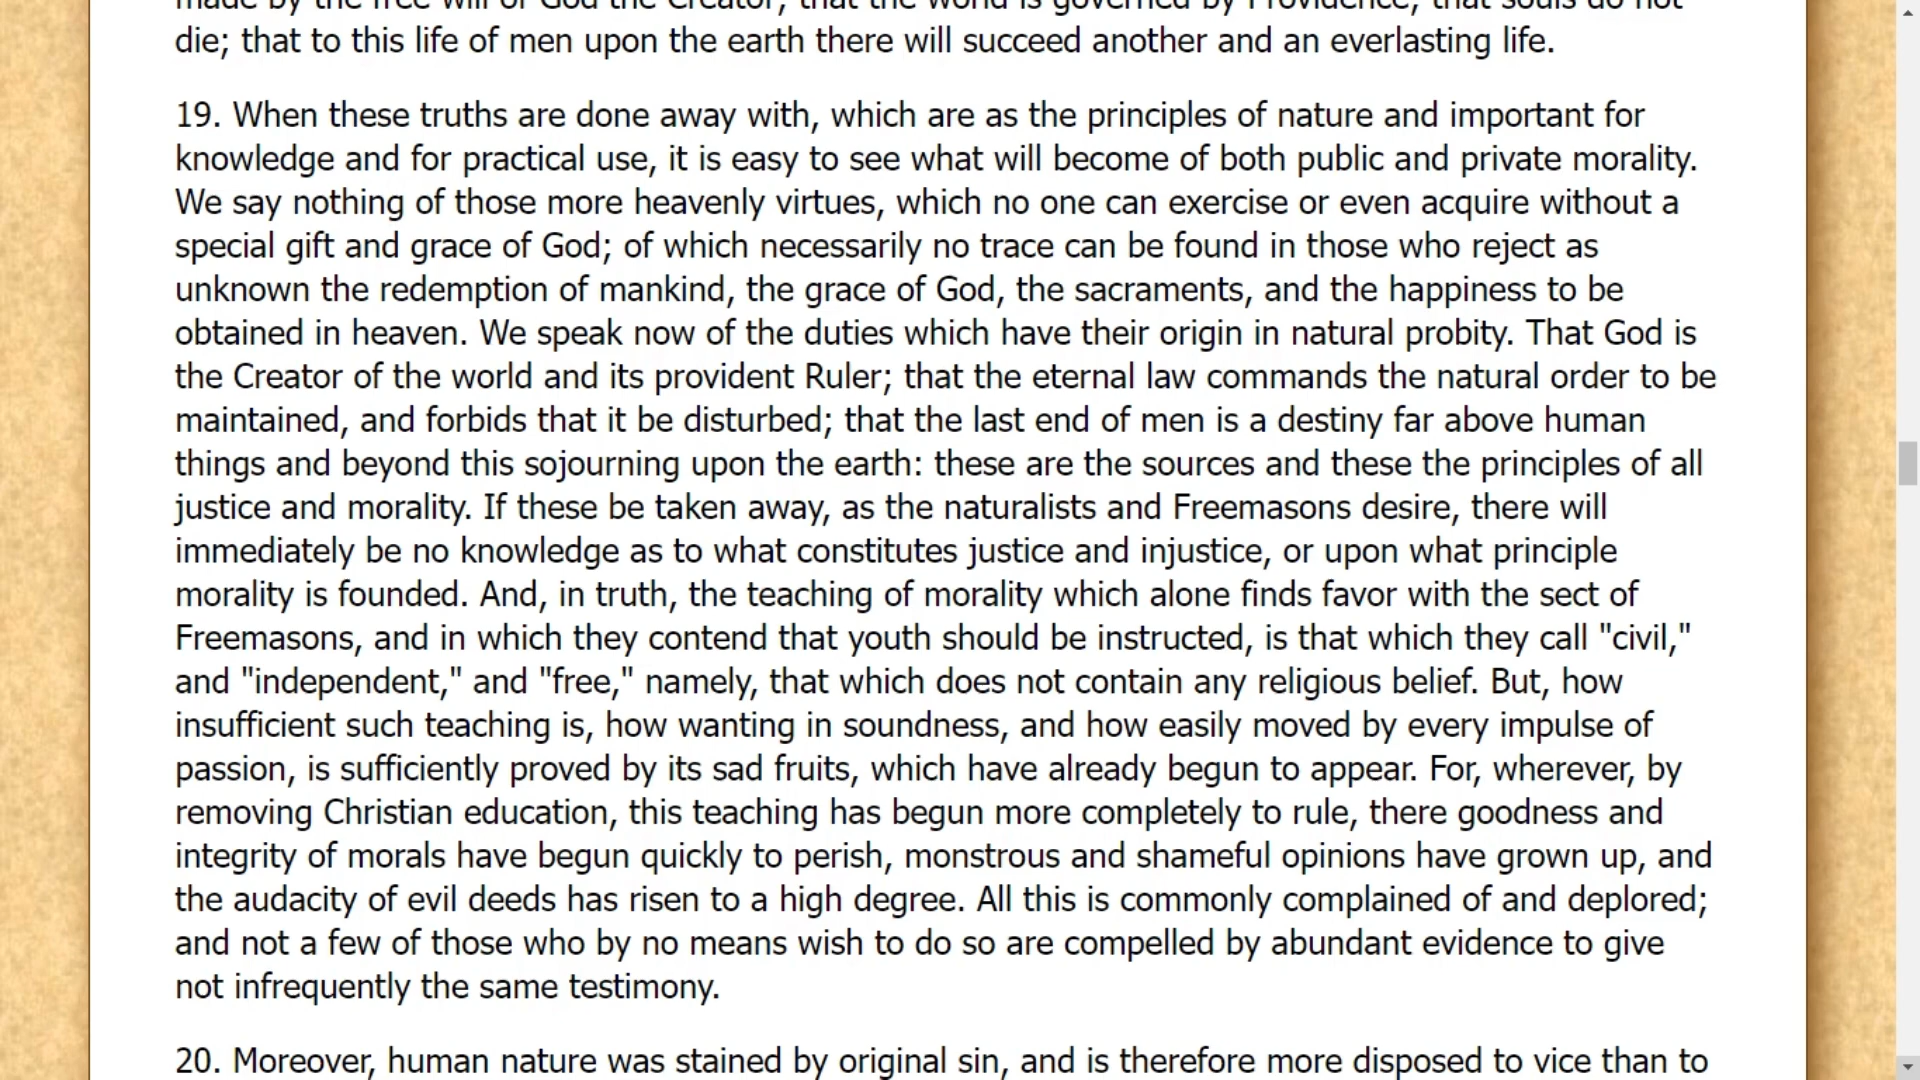 made by the free will of God the Creator; that the world is governed by Providence; that souls do not
die; that to this life of men upon the earth there will succeed another and an everlasting life.
19. When these truths are done away with, which are as the principles of nature and important for
knowledge and for practical use, it is easy to see what will become of both public and private morality.
We say nothing of those more heavenly virtues, which no one can exercise or even acquire without a
special gift and grace of God; of which necessarily no trace can be found in those who reject as
unknown the redemption of mankind, the grace of God, the sacraments, and the happiness to be
obtained in heaven. We speak now of the duties which have their origin in natural probity. That God is
the Creator of the world and its provident Ruler; that the eternal law commands the natural order to be
maintained, and forbids that it be disturbed; that the last end of men is a destiny far above human
things and beyond this sojourning upon the earth: these are the sources and these the principles of all
justice and morality. If these be taken away, as the naturalists and Freemasons desire, there will
immediately be no knowledge as to what constitutes justice and injustice, or upon what principle
morality is founded. And, in truth, the teaching of morality which alone finds favor with the sect of
Freemasons, and in which they contend that youth should be instructed, is that which they call "civil,"
and "independent," and "free," namely, that which does not contain any religious belief. But, how
insufficient such teaching is, how wanting in soundness, and how easily moved by every impulse of
passion, is sufficiently proved by its sad fruits, which have already begun to appear. For, wherever, by
removing Christian education, this teaching has begun more completely to rule, there goodness and
integrity of morals have begun quickly to perish, monstrous and shameful opinions have grown up, and
the audacity of evil deeds has risen to a high degree. All this is commonly complained of and deplored;
and not a few of those who by no means wish to do so are compelled by abundant evidence to give
not infrequently the same testimony.
20. Moreover, human nature was stained by original sin, and is therefore more disposed to vice than to